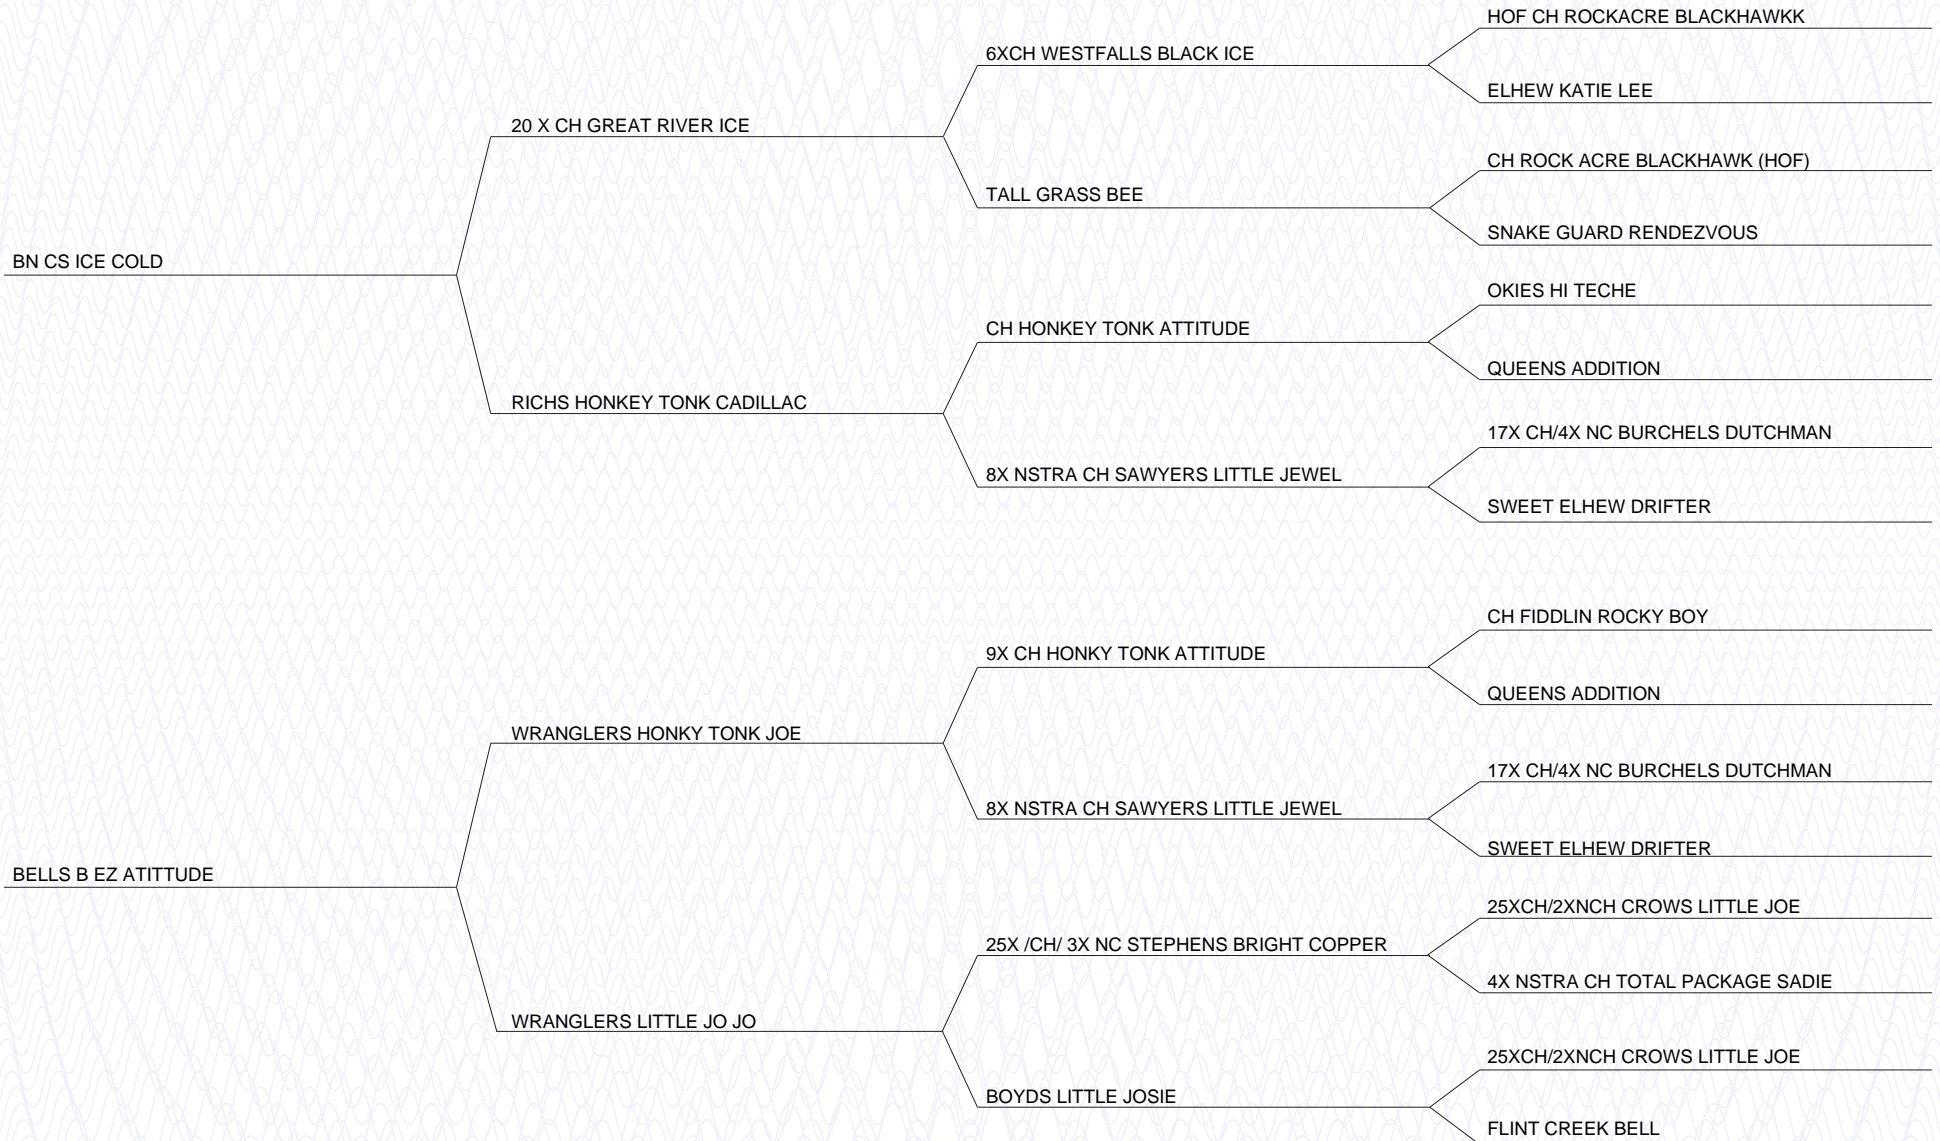 HOF CH ROCKACRE BLACKHAWKK
6XCH WESTFALLS BLACK ICE
ELHEW KATIE LEE
20 X CH GREAT RIVER ICE
CH ROCK ACRE BLACKHAWK (HOF)
TALL GRASS BEE
SNAKE GUARD RENDEZVOUS
BN CS ICE COLD
OKIES HI TECHE
CH HONKEY TONK ATTITUDE
QUEENS ADDITION
RICHS HONKEY TONK CADILLAC
17X CH/4X NC BURCHELS DUTCHMAN
8X NSTRA CH SAWYERS LITTLE JEWEL
SWEET ELHEW DRIFTER
CH FIDDLIN ROCKY BOY
9X CH HONKY TONK ATTITUDE
QUEENS ADDITION
WRANGLERS HONKY TONK JOE
17X CH/4X NC BURCHELS DUTCHMAN
8X NSTRA CH SAWYERS LITTLE JEWEL
SWEET ELHEW DRIFTER
BELLS B EZ ATITTUDE
25XCH/2XNCH CROWS LITTLE JOE
25X /CH/ 3X NC STEPHENS BRIGHT COPPER
4X NSTRA CH TOTAL PACKAGE SADIE
WRANGLERS LITTLE JO JO
25XCH/2XNCH CROWS LITTLE JOE
BOYDS LITTLE JOSIE
FLINT CREEK BELL